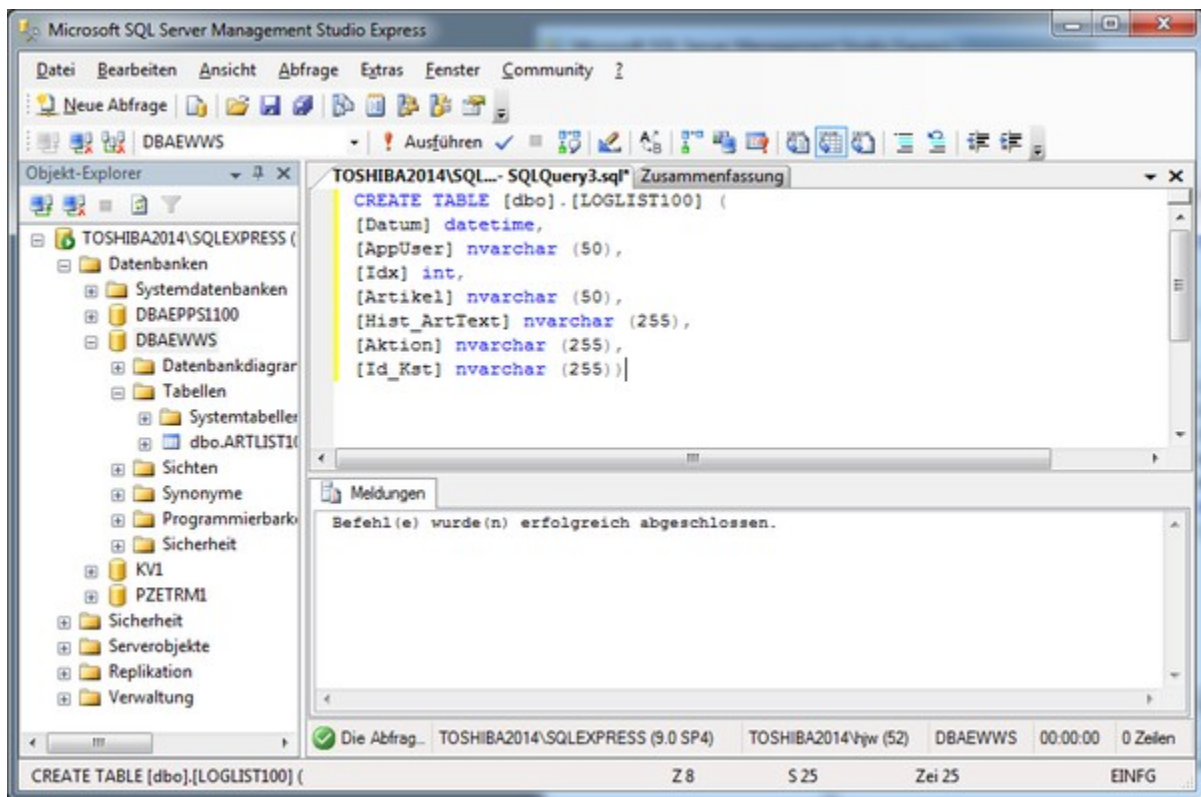 Microsoft SQL Server Management Studio Express
Datei Bearbeiten Ansicht Abfrage Extras Fenster Community ?
Neue Abfrage
DBAEWWS Ausführen
Objekt-Explorer
TOSHIBA2014\SQLEXPRESS (
Datenbanken
Systemdatenbanken
DBAEPPS1100
DBAEWWS
Datenbankdiagrar
Tabellen
Systemtabeller
dbo.ARTLIST10
Sichten
Synonyme
Programmierbark
Sicherheit
KV1
PZETRM1
Sicherheit
Serverobjekte
Replikation
Verwaltung
TOSHIBA2014\SQL...- SQLQuery3.sql* Zusammenfassung
CREATE TABLE [dbo].[LOGLIST100] (
[Datum] datetime,
[AppUser] nvarchar (50),
[Idx] int,
[Artikel] nvarchar (50),
[Hist_ArtText] nvarchar (255),
[Aktion] nvarchar (255),
[Id_Kst] nvarchar (255))
Meldungen
Befehl(e) wurde(n) erfolgreich abgeschlossen.
Die Abfrag... TOSHIBA2014\SQLEXPRESS (9.0 SP4) TOSHIBA2014\hjw (52) DBAEWWS 00:00:00 0 Zeilen
CREATE TABLE [dbo].[LOGLIST100] ( Z 8 S 25 Zei 25 EINFG